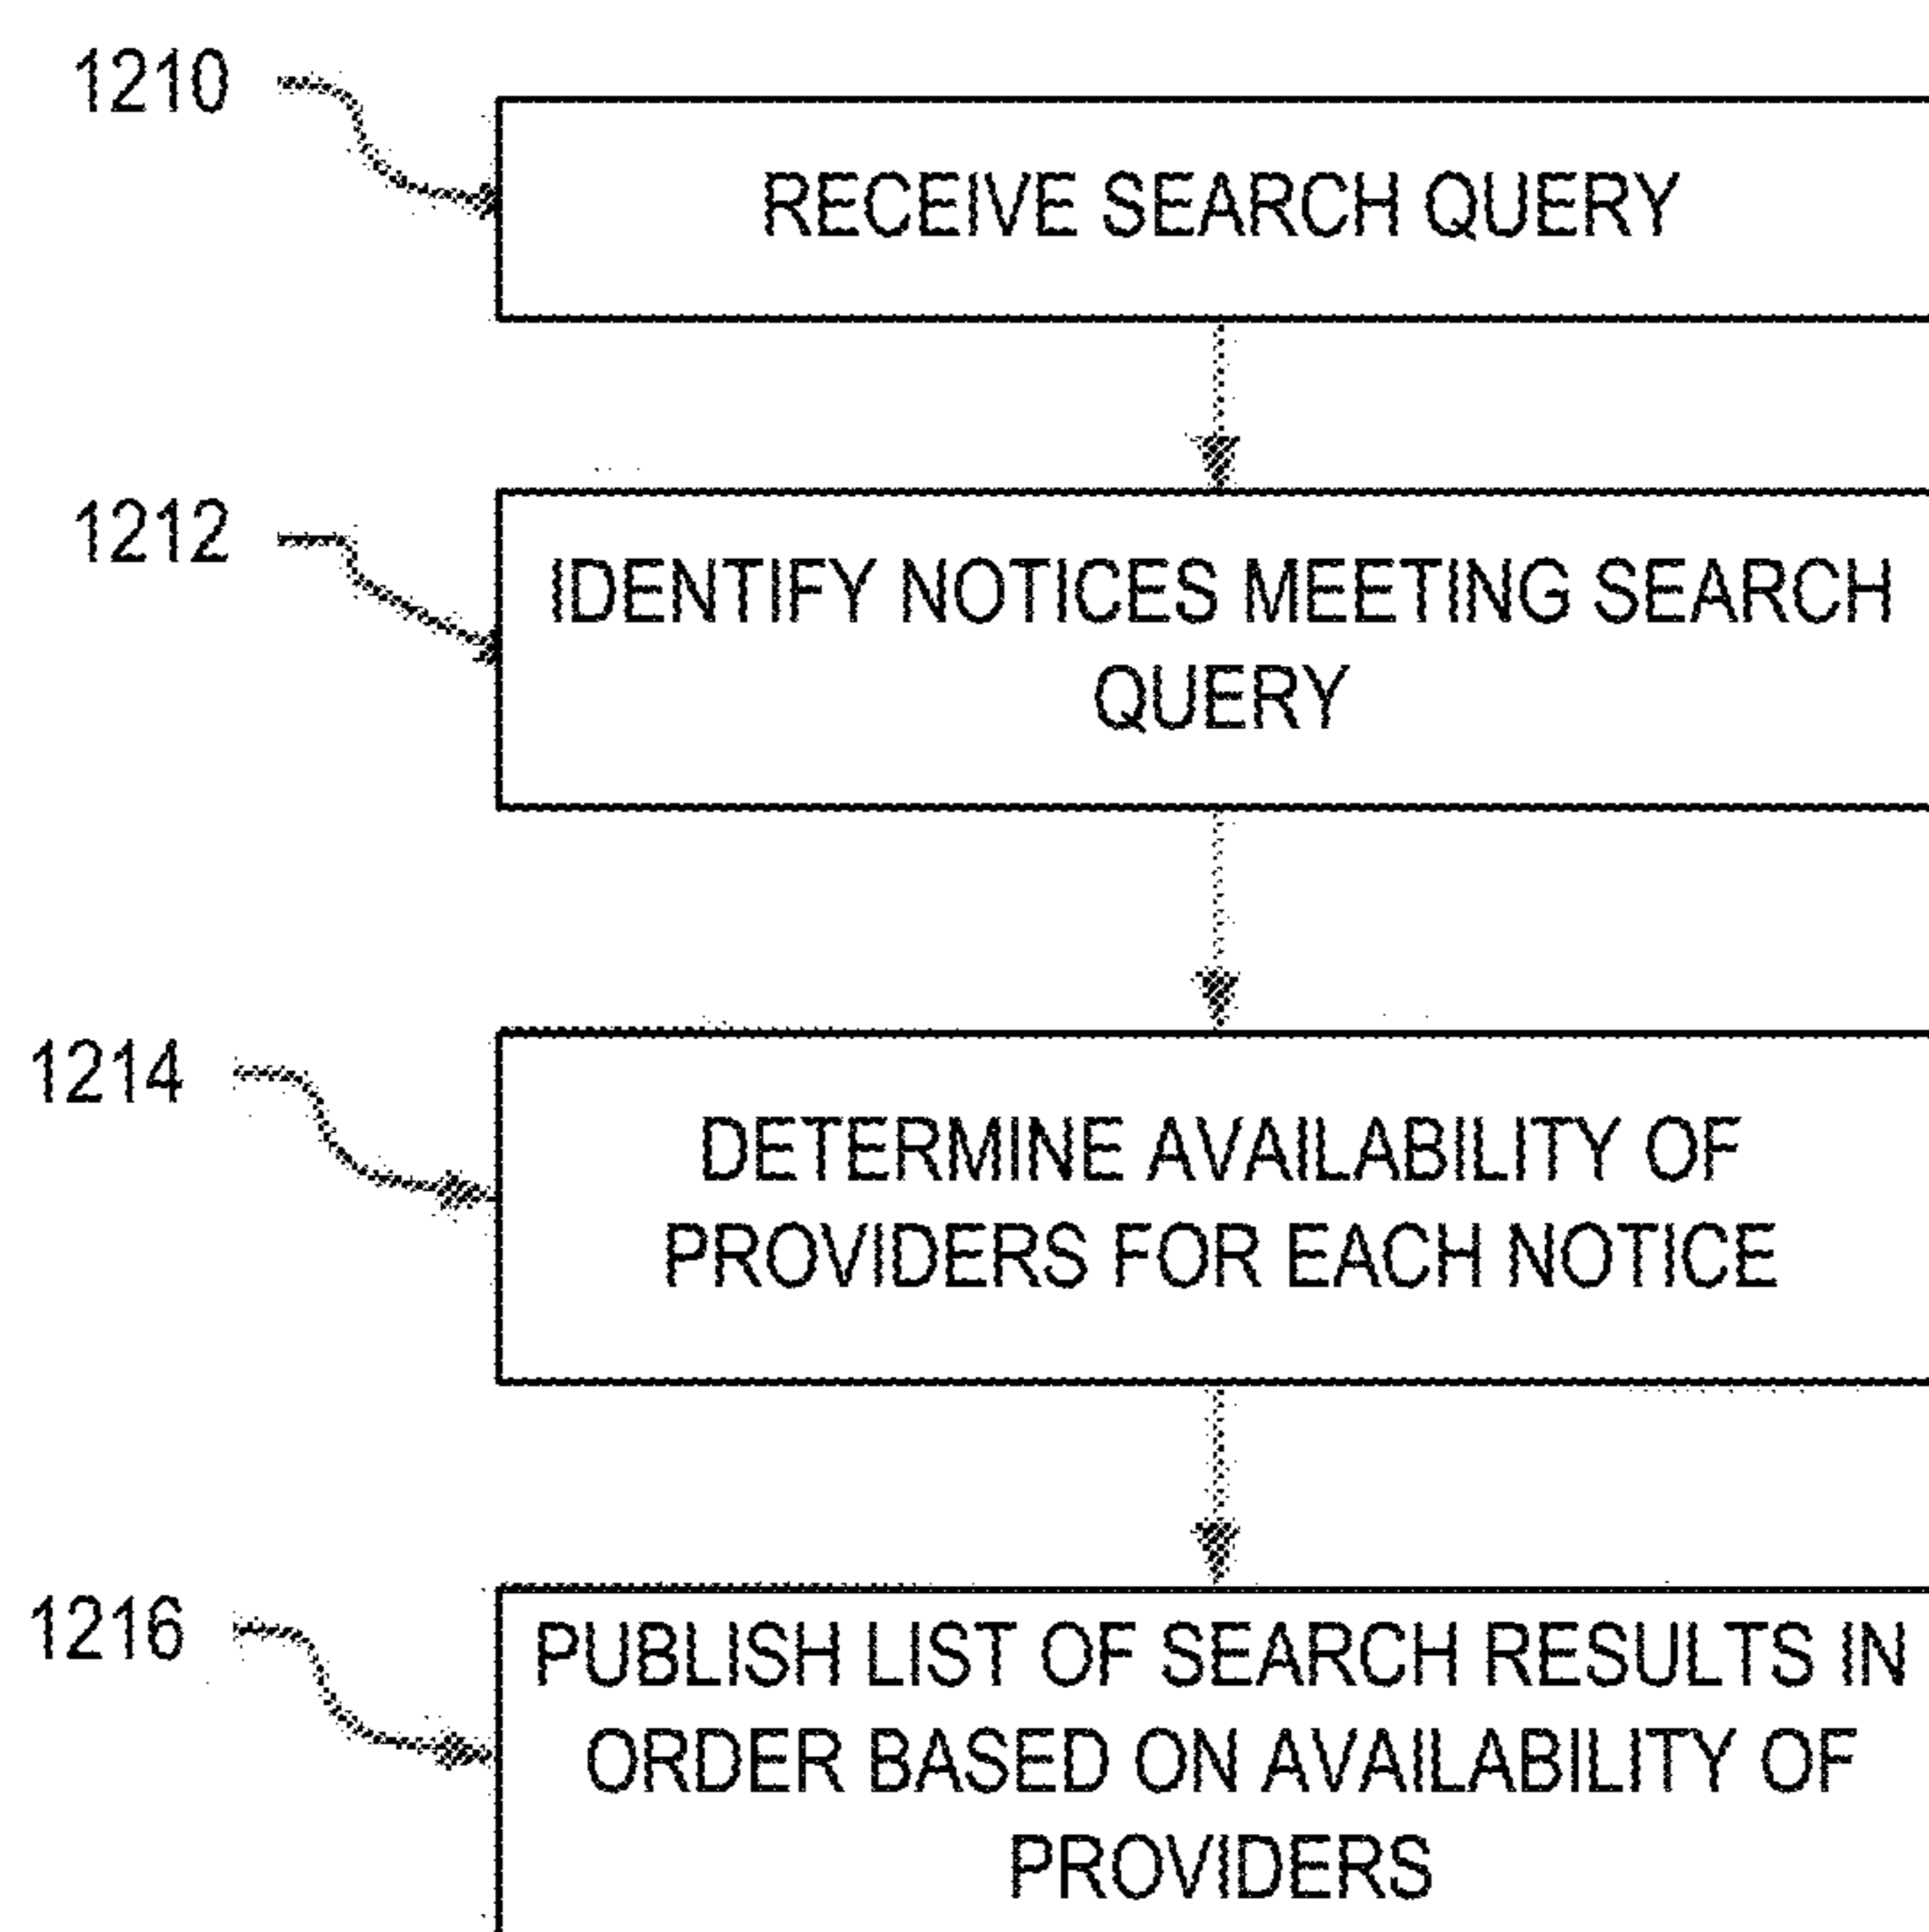 1210
RECEIVE SEARCH QUERY
1212
IDENTIFY NOTICES MEETING SEARCH
QUERY
1214
DETERMINE AVAILABILITY OF
PROVIDERS FOR EACH NOTICE
1216
PUBLISH LIST OF SEARCH RESULTS IN
ORDER BASED ON AVAILABILITY OF
PROVIDERS